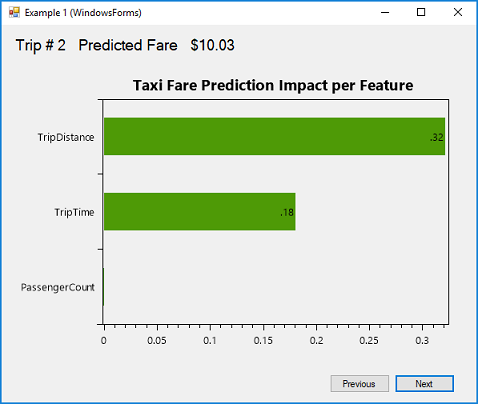 Example 1 (WindowsForms)
Trip # 2 Predicted Fare $10.03
Taxi Fare Prediction Impact per Feature
TripDistance .32
TripTime .18
PassengerCount
0 0.05 0.1 0.15 0.2 0.25 0.3
Previous Next